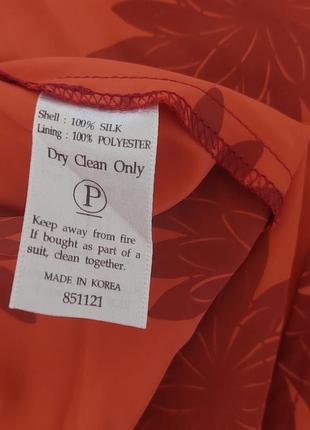 Shell : 100% SILK
Lining : 100% POLYESTER
Dry Clean Only
P
Keep away from fire
If bought as part of a
suit, clean together.
MADE IN KOREA
851121